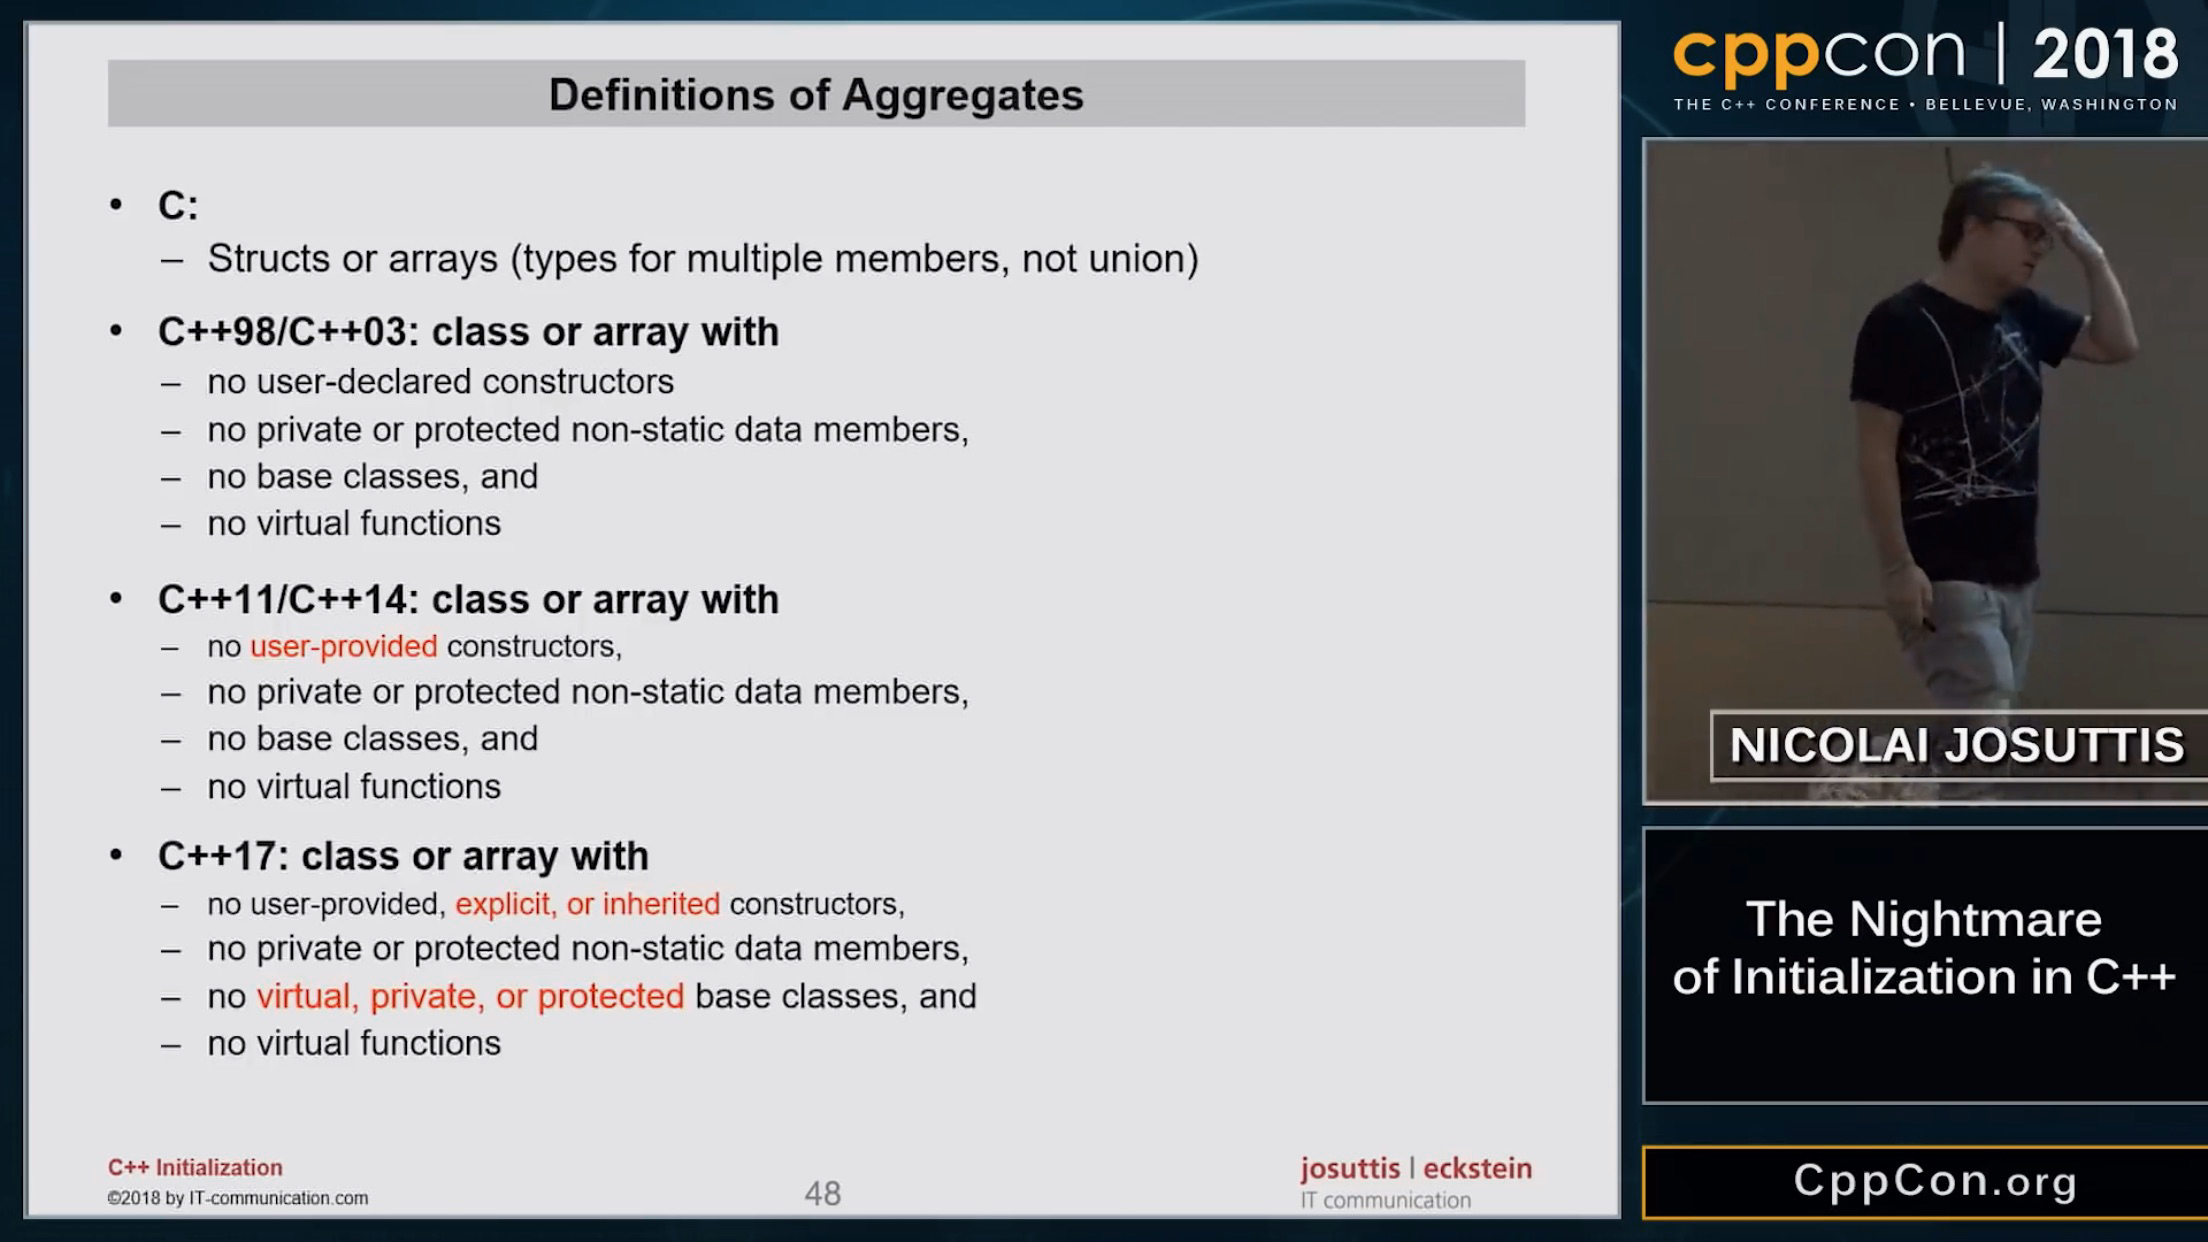 Definitions of Aggregates
• C:
– Structs or arrays (types for multiple members, not union)
• C++98/C++03: class or array with
– no user-declared constructors
– no private or protected non-static data members,
– no base classes, and
– no virtual functions
• C++11/C++14: class or array with
– no user-provided constructors,
– no private or protected non-static data members,
– no base classes, and
– no virtual functions
• C++17: class or array with
– no user-provided, explicit, or inherited constructors,
– no private or protected non-static data members,
– no virtual, private, or protected base classes, and
– no virtual functions
C++ Initialization
©2018 by IT-communication.com
48
josuttis | eckstein
IT communication
cppcon | 2018
THE C++ CONFERENCE • BELLEVUE, WASHINGTON
NICOLAI JOSUTTIS
The Nightmare
of Initialization in C++
CppCon.org